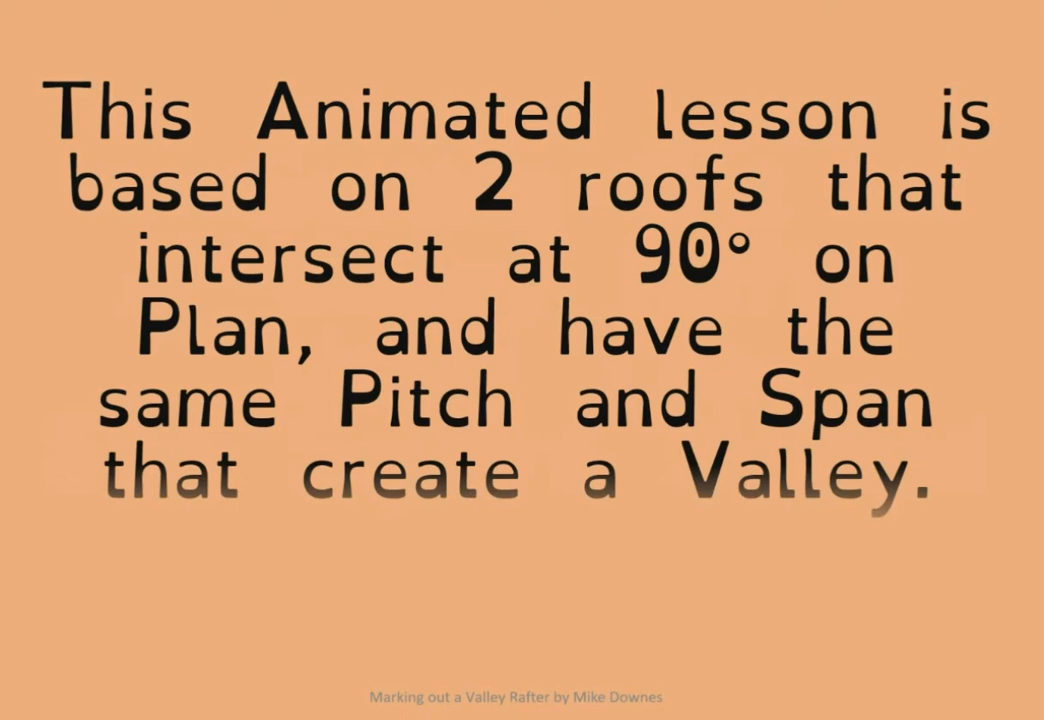 This Animated lesson is
based on 2 roofs that
intersect at 90° on
Plan, and have the
same Pitch and Span
that create a Valley.
Marking out a Valley Rafter by Mike Downes